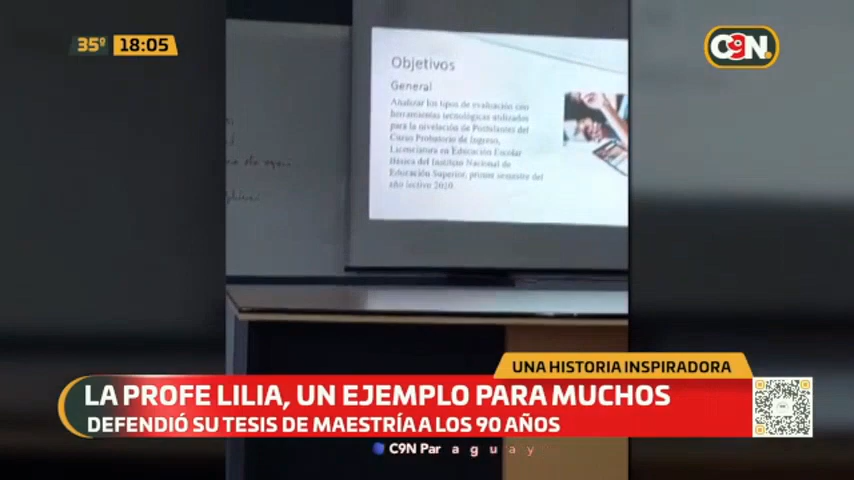 35º 18:05
C9N.
Objetivos
General
Analizar los tipos de evaluación con
herramientas tecnológicas utilizados
para la nivelación de Postulantes del
Curso Probatorio de Ingreso,
Licenciatura en Educación Escolar
Básica del Instituto Nacional de
Educación Superior, primer semestre del
año lectivo 2020.
UNA HISTORIA INSPIRADORA
LA PROFE LILIA, UN EJEMPLO PARA MUCHOS
DEFENDIÓ SU TESIS DE MAESTRÍA A LOS 90 AÑOS
C9N Paraguay